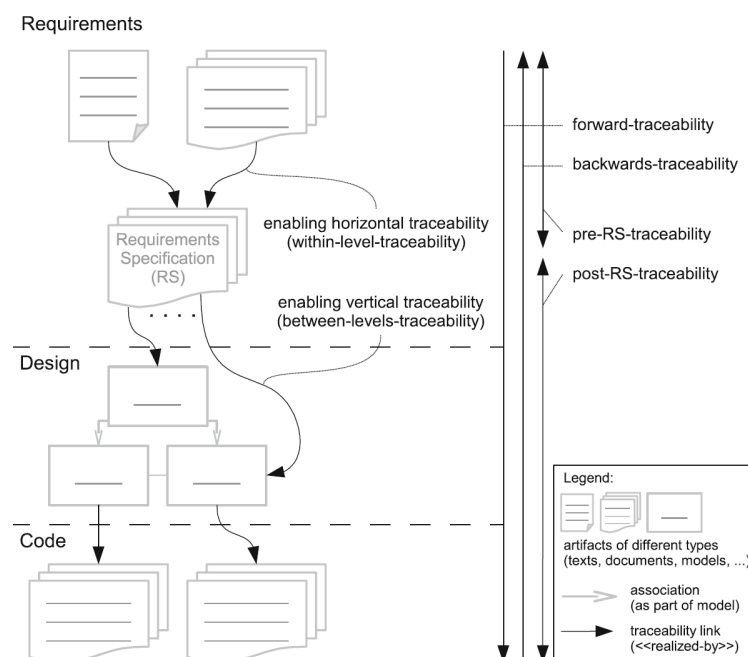 Requirements
forward-traceability
backwards-traceability
enabling horizontal traceability
(within-level-traceability)
pre-RS-traceability
Requirements
Specification
(RS)
post-RS-traceability
enabling vertical traceability
(between-levels-traceability)
. . . .
Design
Legend:
artifacts of different types
(texts, documents, models, ...)
association
(as part of model)
traceability link
(<<realized-by>>)
Code